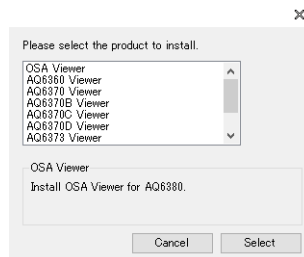 Please select the product to install.
OSA Viewer
AQ6360 Viewer
AQ6370 Viewer
AQ6370B Viewer
AQ6370C Viewer
AQ6370D Viewer
AQ6373 Viewer
OSA Viewer
Install OSA Viewer for AQ6380.
Cancel Select